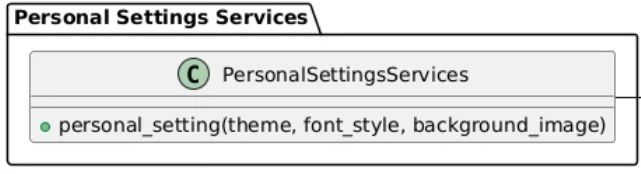 Personal Settings Services
C PersonalSettingsServices
personal_setting(theme, font_style, background_image)